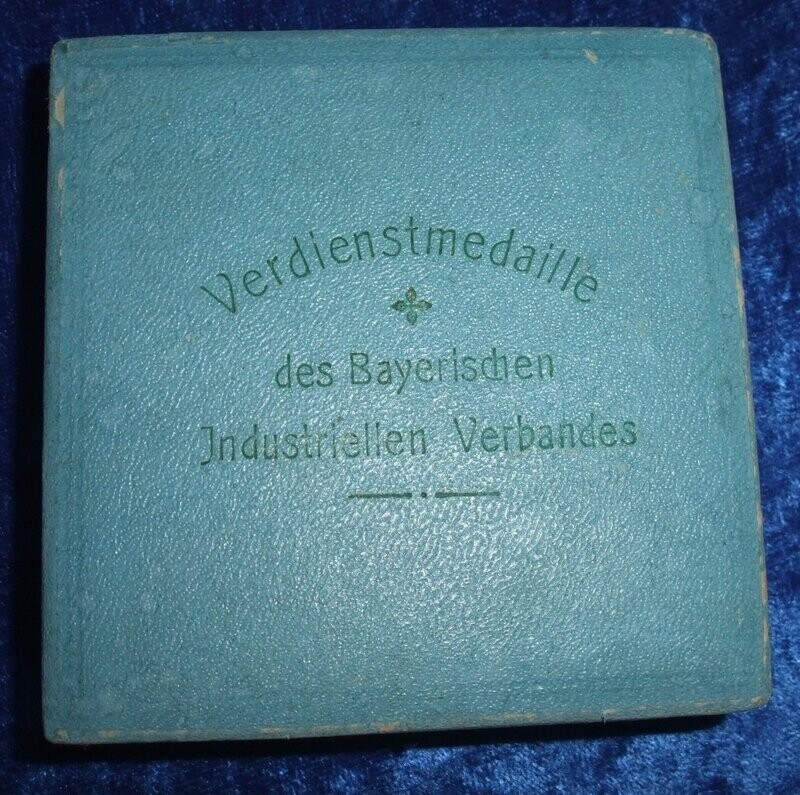 Verdienstmedaille
des Bayerischen
Industriellen Verbandes